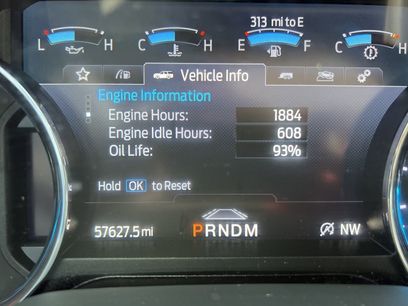 313 mi to E
L H C H E F C H
Vehicle Info
Engine Information
Engine Hours: 1884
Engine Idle Hours: 608
Oil Life: 93%
Hold OK to Reset
57627.5 mi PRNDM NW